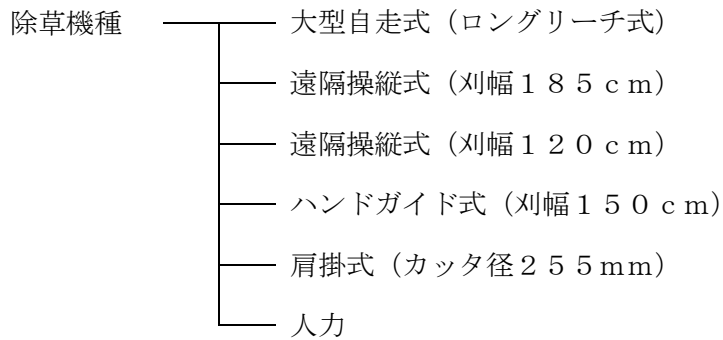 除草機種
大型自走式（ロングリーチ式）
遠隔操縦式（刈幅１８５ｃｍ）
遠隔操縦式（刈幅１２０ｃｍ）
ハンドガイド式（刈幅１５０ｃｍ）
肩掛式（カッタ径２５５ｍｍ）
人力